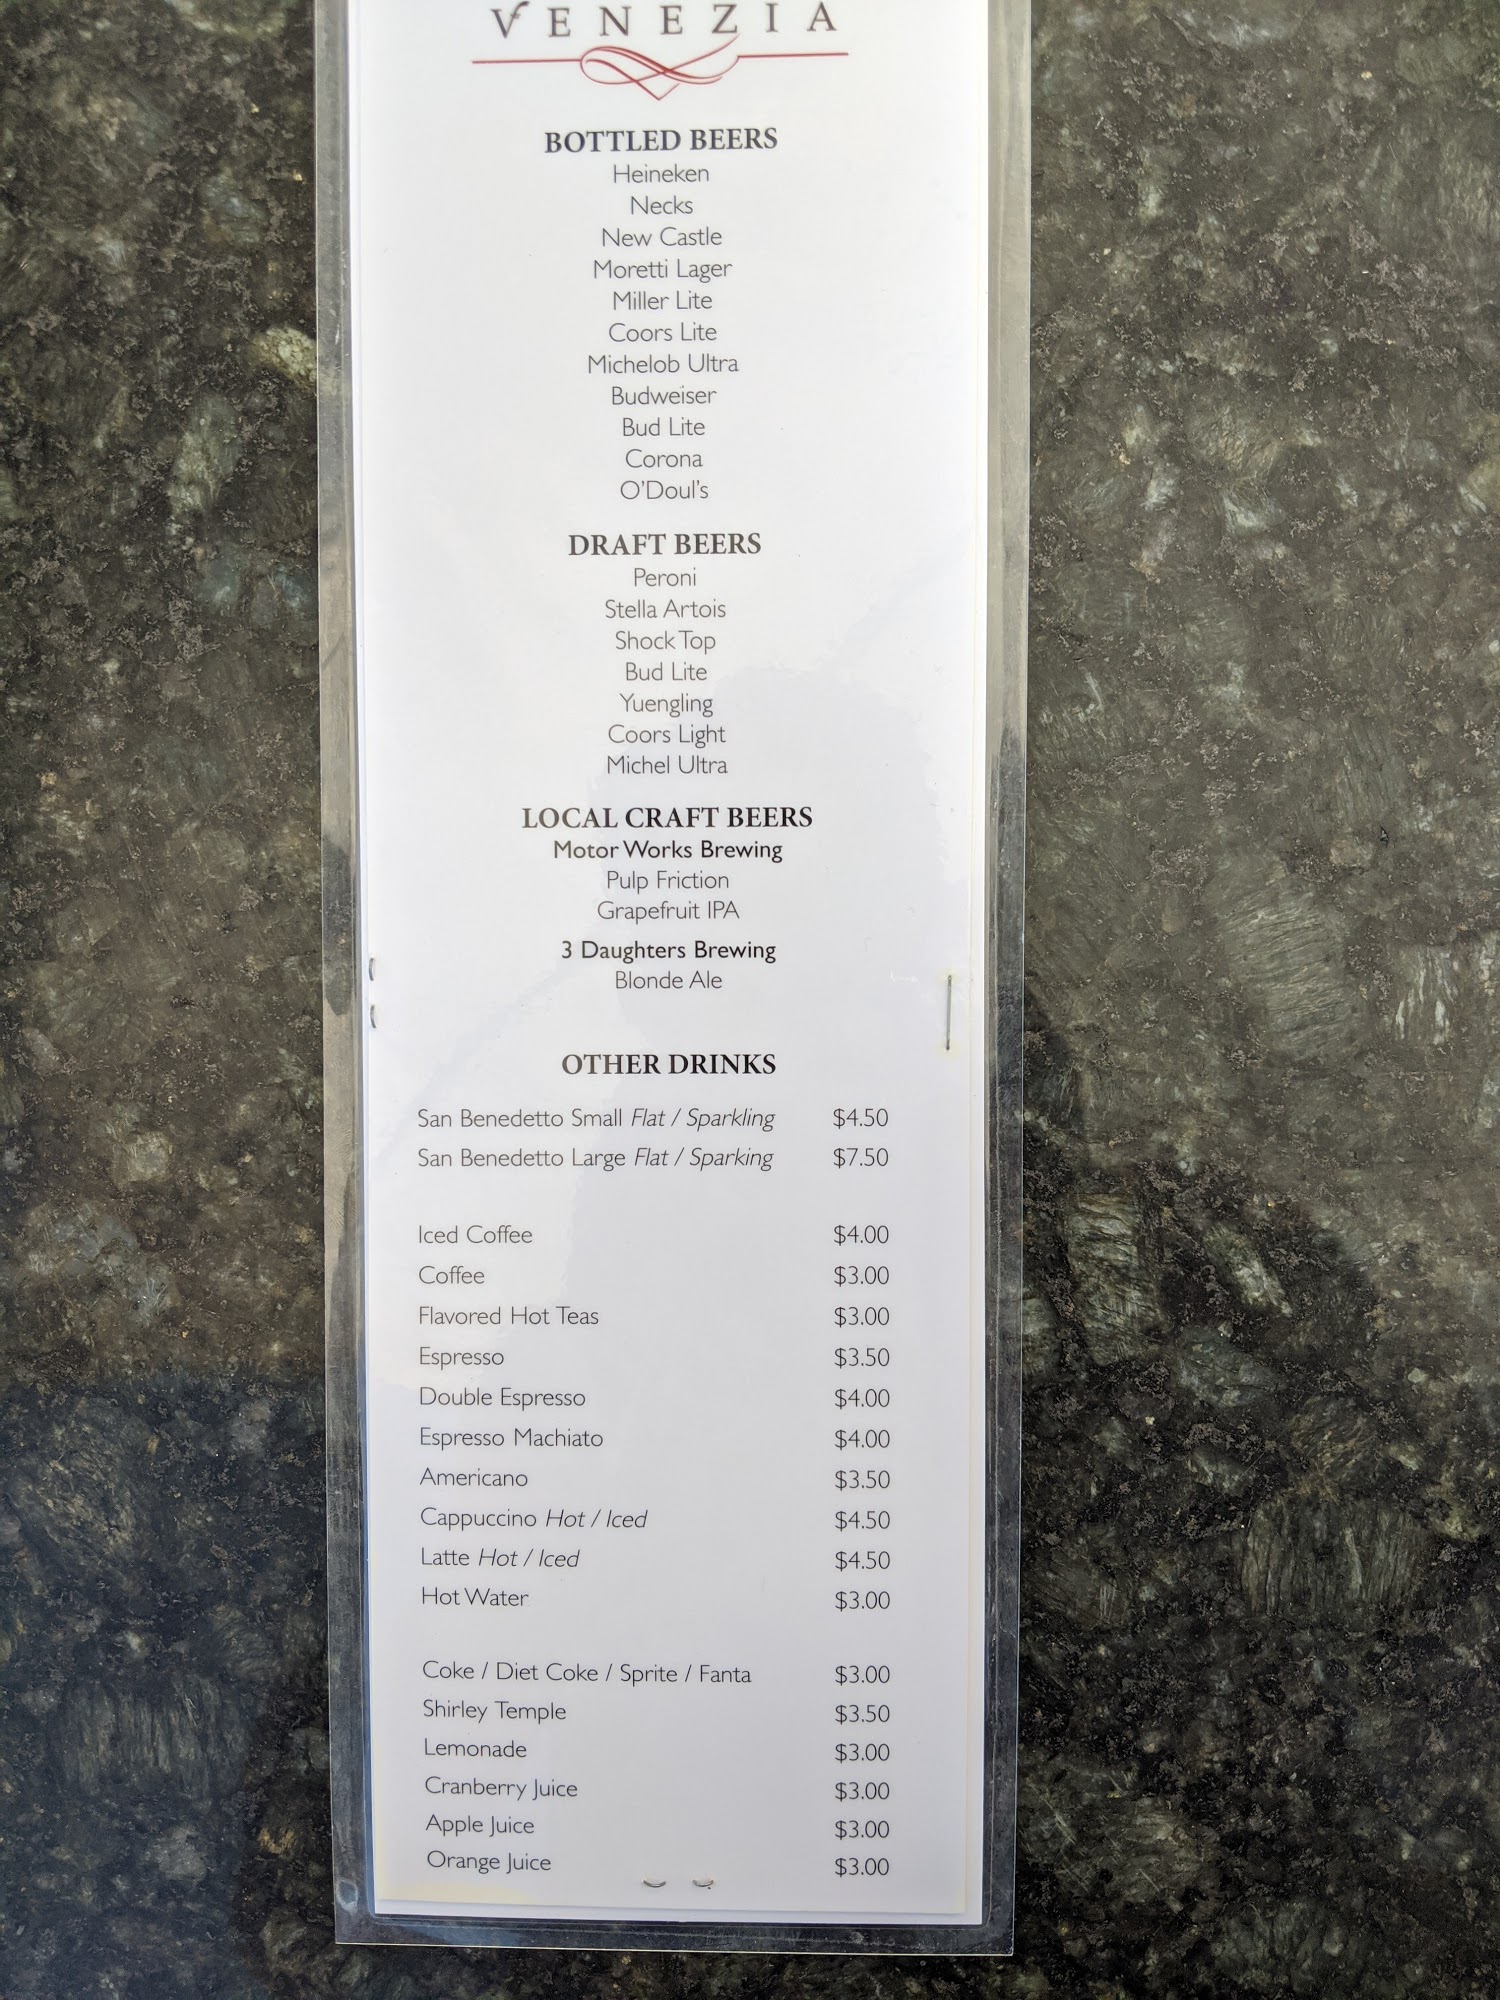 VENEZIA
BOTTLED BEERS
Heineken
Necks
New Castle
Moretti Lager
Miller Lite
Coors Lite
Michelob Ultra
Budweiser
Bud Lite
Corona
O'Doul's
DRAFT BEERS
Peroni
Stella Artois
Shock Top
Bud Lite
Yuengling
Coors Light
Michel Ultra
LOCAL CRAFT BEERS
Motor Works Brewing
Pulp Friction
Grapefruit IPA
3 Daughters Brewing
Blonde Ale
OTHER DRINKS
San Benedetto Small Flat / Sparkling $4.50
San Benedetto Large Flat / Sparking $7.50
Iced Coffee $4.00
Coffee $3.00
Flavored Hot Teas $3.00
Espresso $3.50
Double Espresso $4.00
Espresso Machiato $4.00
Americano $3.50
Cappuccino Hot / Iced $4.50
Latte Hot / Iced $4.50
Hot Water $3.00
Coke / Diet Coke / Sprite / Fanta $3.00
Shirley Temple $3.50
Lemonade $3.00
Cranberry Juice $3.00
Apple Juice $3.00
Orange Juice $3.00